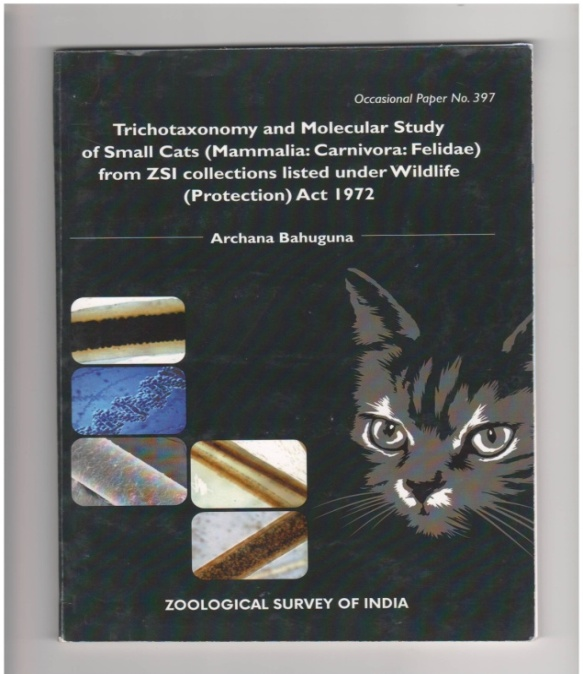 Occasional Paper No. 397
Trichotaxonomy and Molecular Study
of Small Cats (Mammalia: Carnivora: Felidae)
from ZSI collections listed under Wildlife
(Protection) Act 1972
Archana Bahuguna
ZOOLOGICAL SURVEY OF INDIA